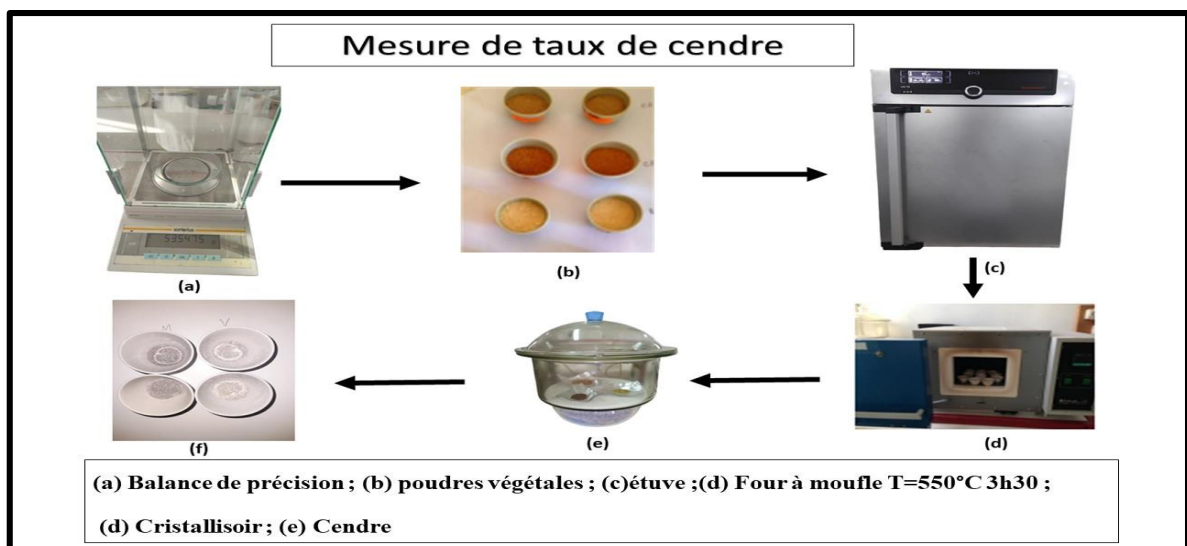 Mesure de taux de cendre
(a)
(b)
(c)
(f)
(e)
(d)
(a) Balance de précision ; (b) poudres végétales ; (c)étuve ;(d) Four à moufle T=550°C 3h30 ;
(d) Cristallisoir ; (e) Cendre